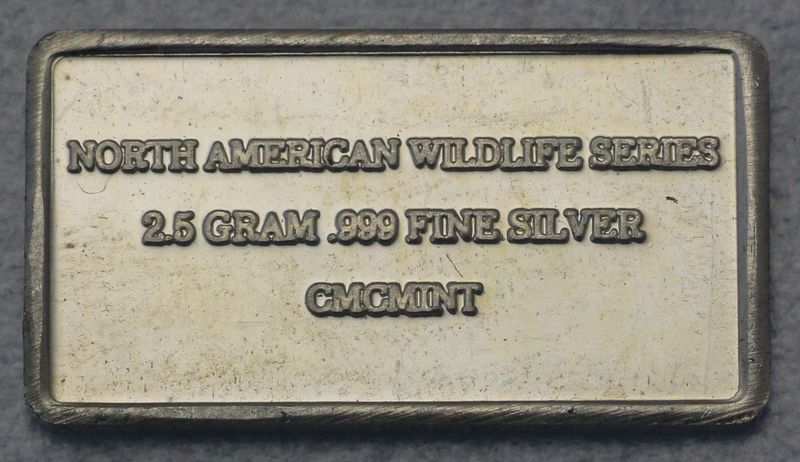 NORTH AMERICAN WILDLIFE SERIES
2.5 GRAM .999 FINE SILVER
CMCMINT